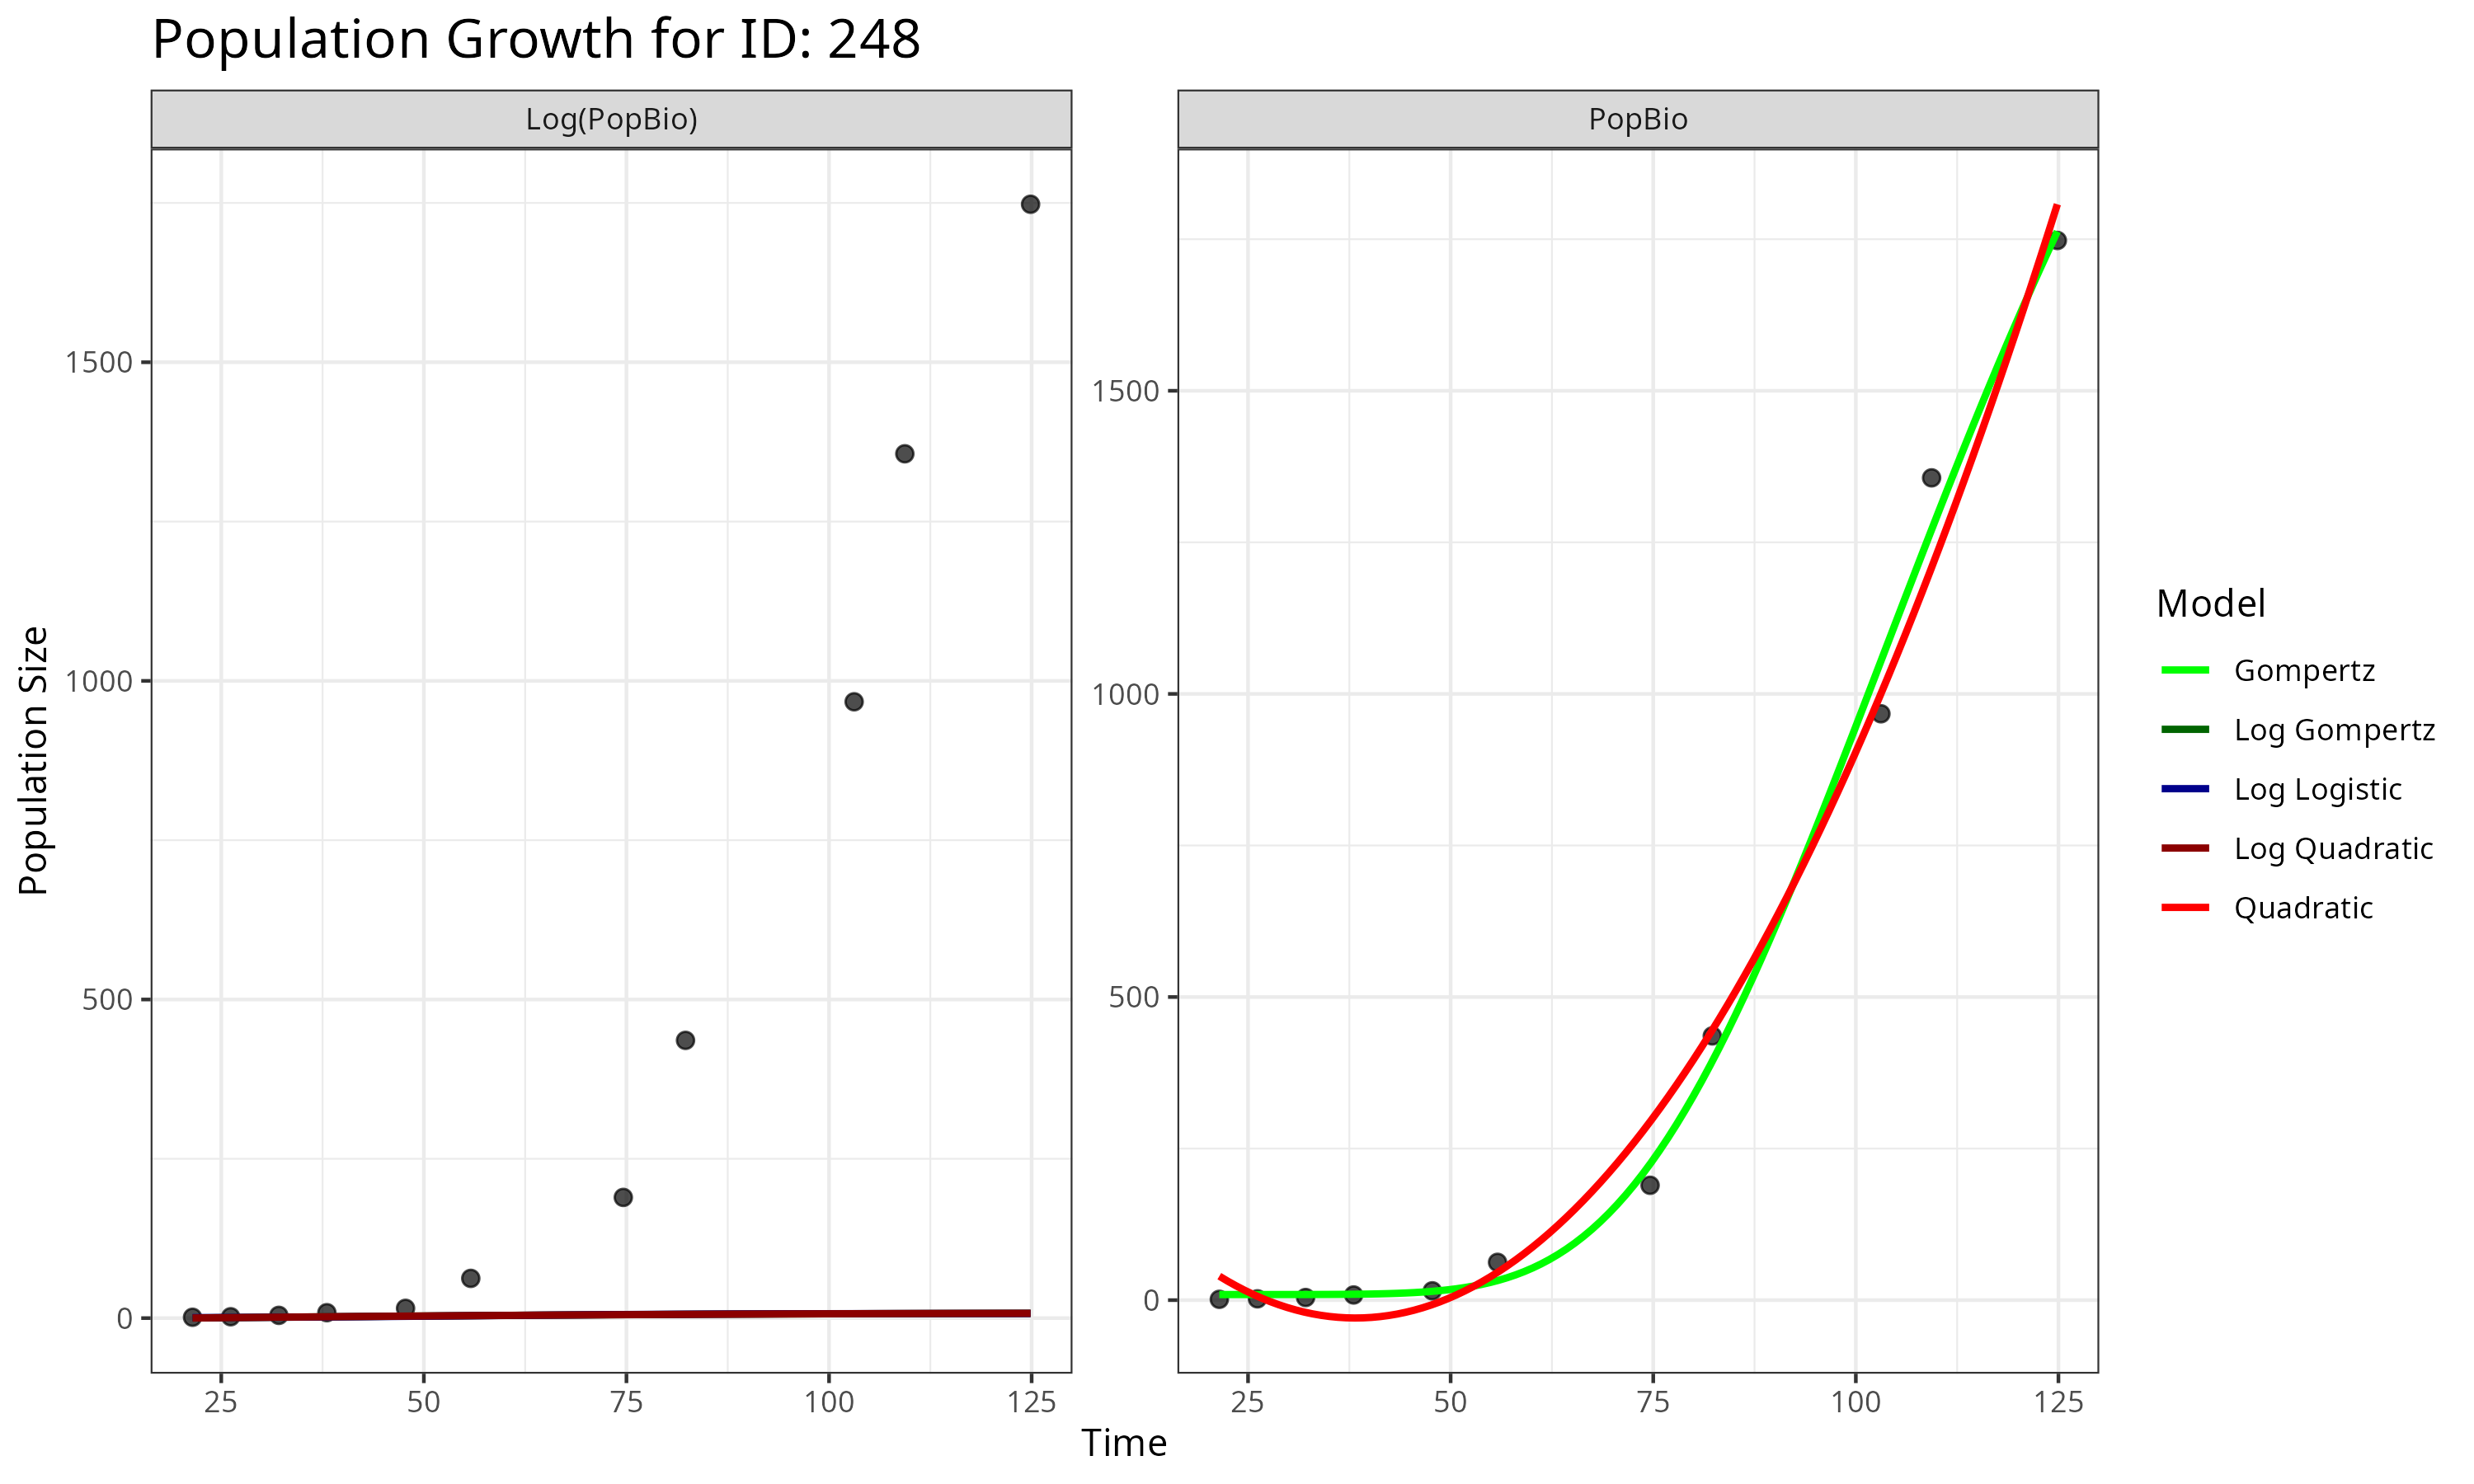 Population Growth for ID: 248
Log(PopBio)
PopBio
Population Size
1500
1000
500
0
25 50 75 100 125
1500
1000
500
0
25 50 75 100 125
Time
Model
Gompertz
Log Gompertz
Log Logistic
Log Quadratic
Quadratic